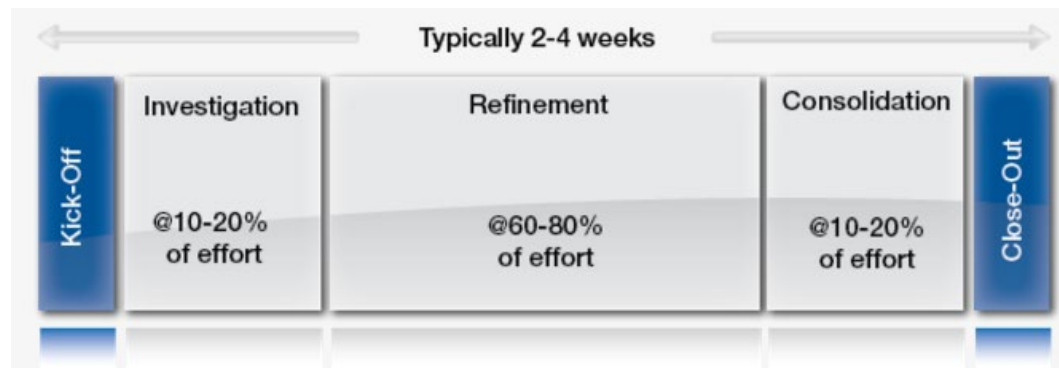 Typically 2-4 weeks
Kick-Off
Investigation
@10-20%
of effort
Refinement
@60-80%
of effort
Consolidation
@10-20%
of effort
Close-Out